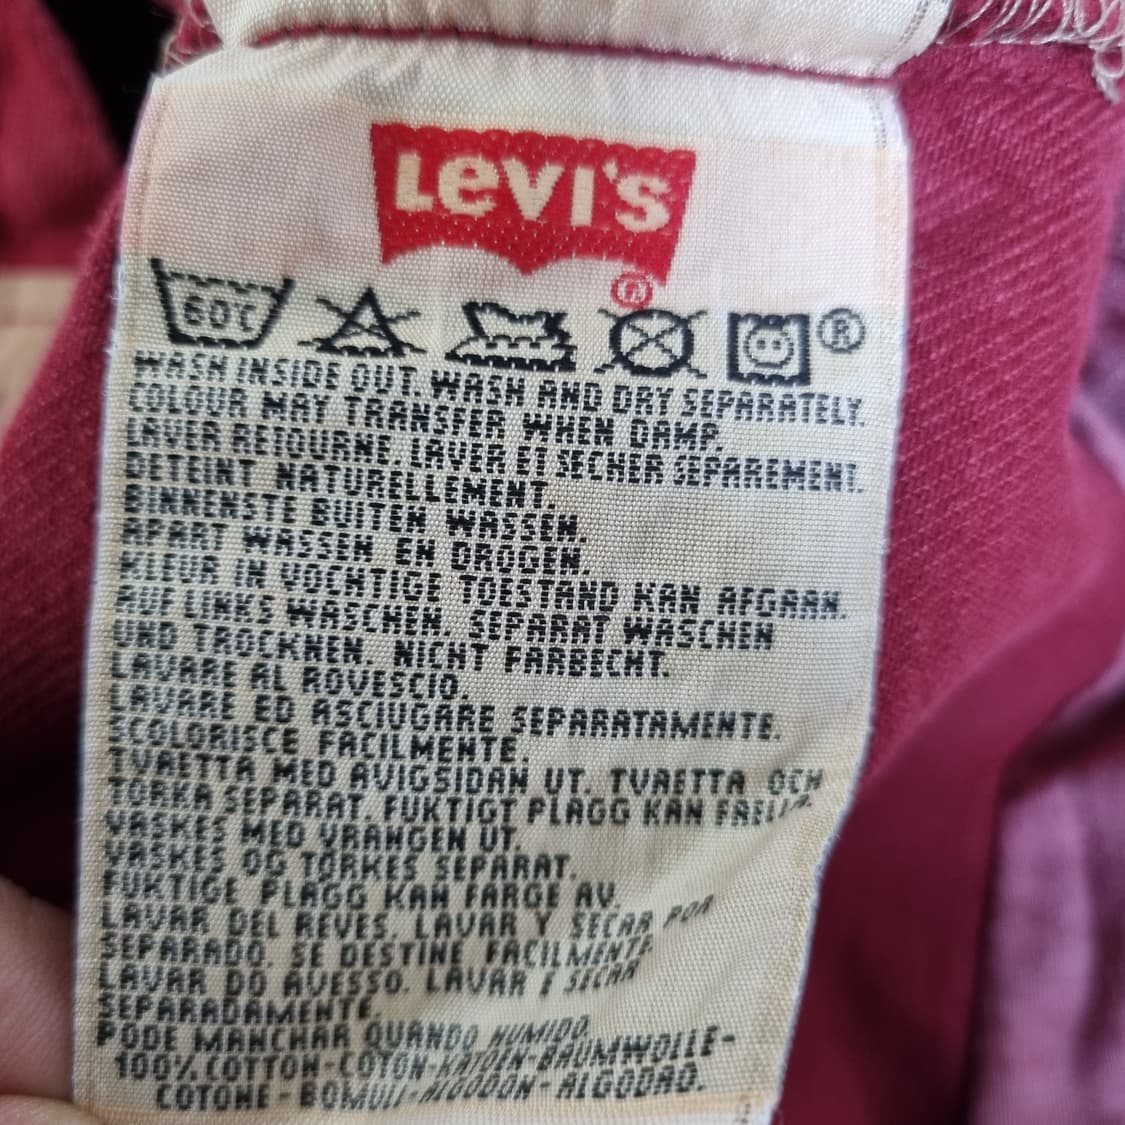 LEVI'S
®
60°C
®
WASH INSIDE OUT. WASH AND DRY SEPARATELY.
COLOUR MAY TRANSFER WHEN DAMP.
LAVER RETOURNE. LAVER ET SECHER SEPAREMENT.
DETEINT NATURELLEMENT.
BINNENSTE BUITEN WASSEN.
APART WASSEN EN DROGEN.
KLEUR IN VOCHTIGE TOESTAND KAN AFGAAN.
AUF LINKS WASCHEN. SEPARAT WASCHEN
UND TROCKNEN. NICHT FARBECHT.
LAVARE AL ROVESCIO.
LAVARE ED ASCIUGARE SEPARATAMENTE.
SCOLORISCE FACILMENTE.
TVAETTA MED AVIGSIDAN UT. TVAETTA OCH
TORKA SEPARAT. FUKTIGT PLAGG KAN
VASKES MED VRANGEN UT.
VASKES OG TØRKES SEPARAT.
FUKTIGE PLAGG KAN FARGE AV.
LAVAR DEL REVES. LAVAR Y SECAR POR
SEPARADO. SE DESTINE FACILMENTE
LAVAR DO AVESSO. LAVAR E SECAR
SEPARADAMENTE.
PODE MANCHAR QUANDO HUMIDO.
100% COTTON-COTON-KATOEN-BAUMWOLLE-
COTONE-BOMULL-ALGODON-ALGODAO.